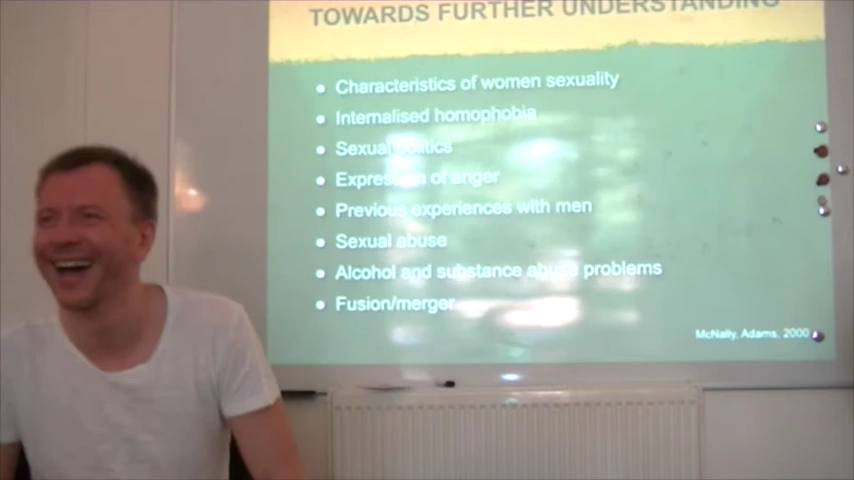 TOWARDS FURTHER UNDERSTANDING
Characteristics of women sexuality
Internalised homophobia
Sexual politics
Expression of anger
Previous experiences with men
Sexual abuse
Alcohol and substance abuse problems
Fusion/merger
McNally, Adams, 2000